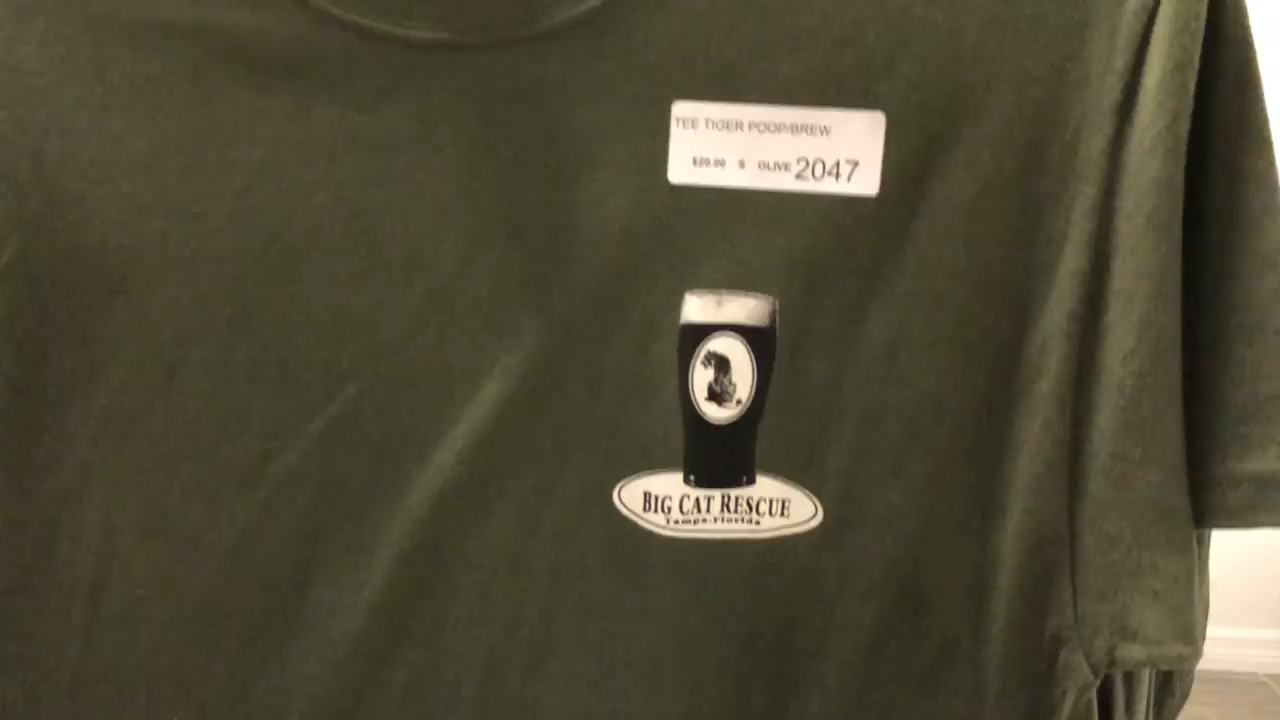 TEE TIGER POOP/BREW
$20.00 S OLIVE 2047
BIG CAT RESCUE
Tampa-Florida